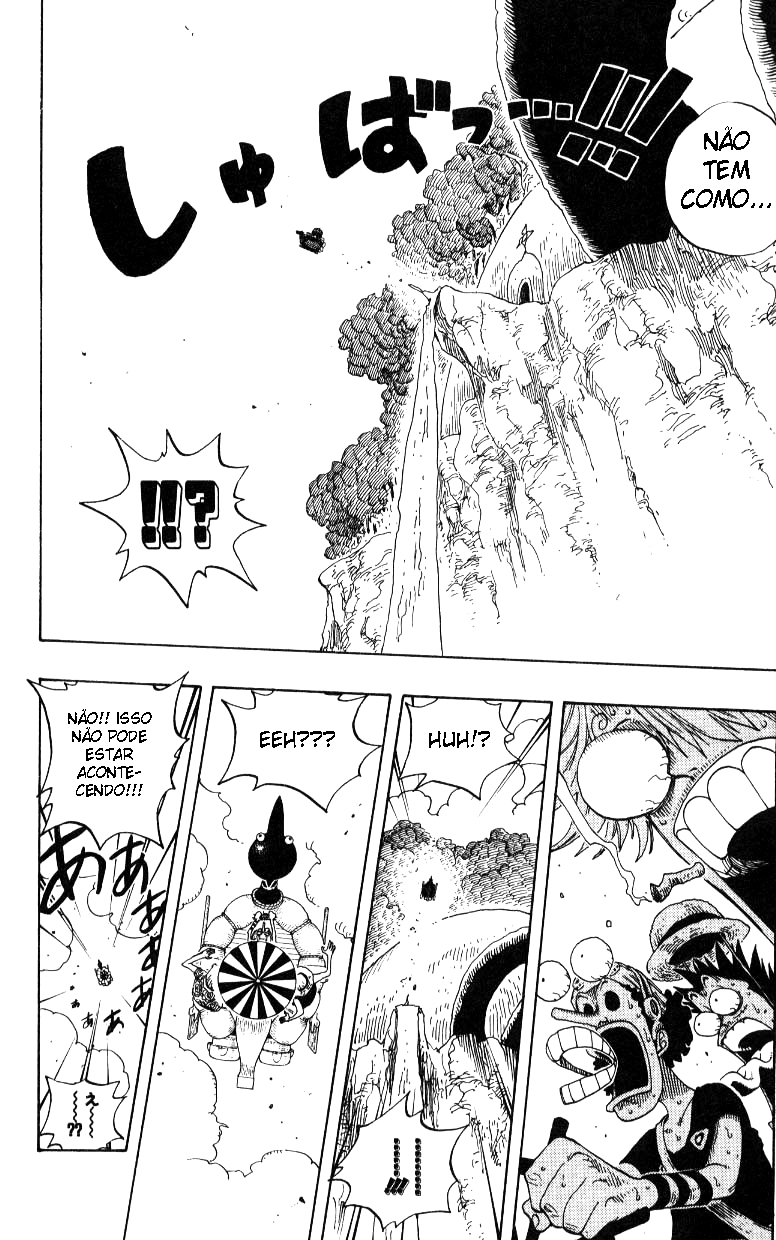 しゅばっ…!!!
NÃO
TEM
COMO...
!!?
HUH!?
EEH???
NÃO!! ISSO
NÃO PODE
ESTAR
ACONTE-
CENDO!!!
ああああああ
え〜〜??